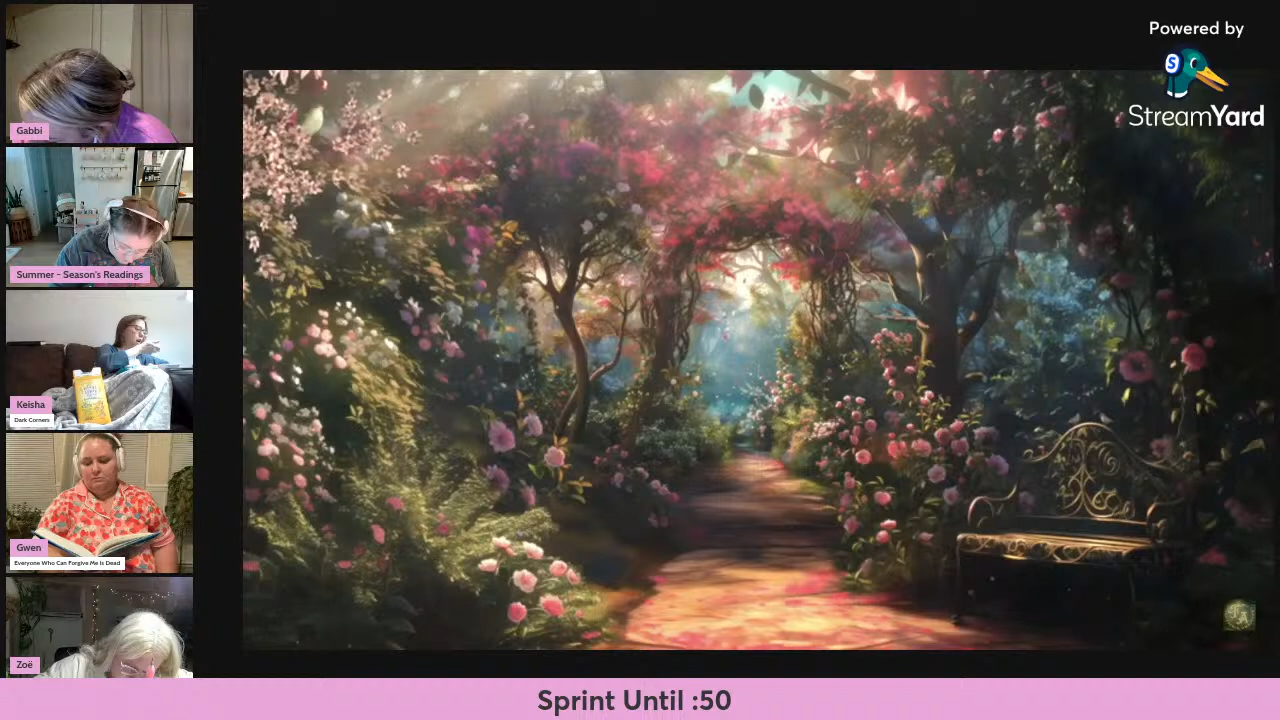 Powered by
S
StreamYard
Gabbi
Summer - Season's Readings
Keisha
Dark Corners
Gwen
Everyone Who Can Forgive Me Is Dead
Zoë
Sprint Until :50